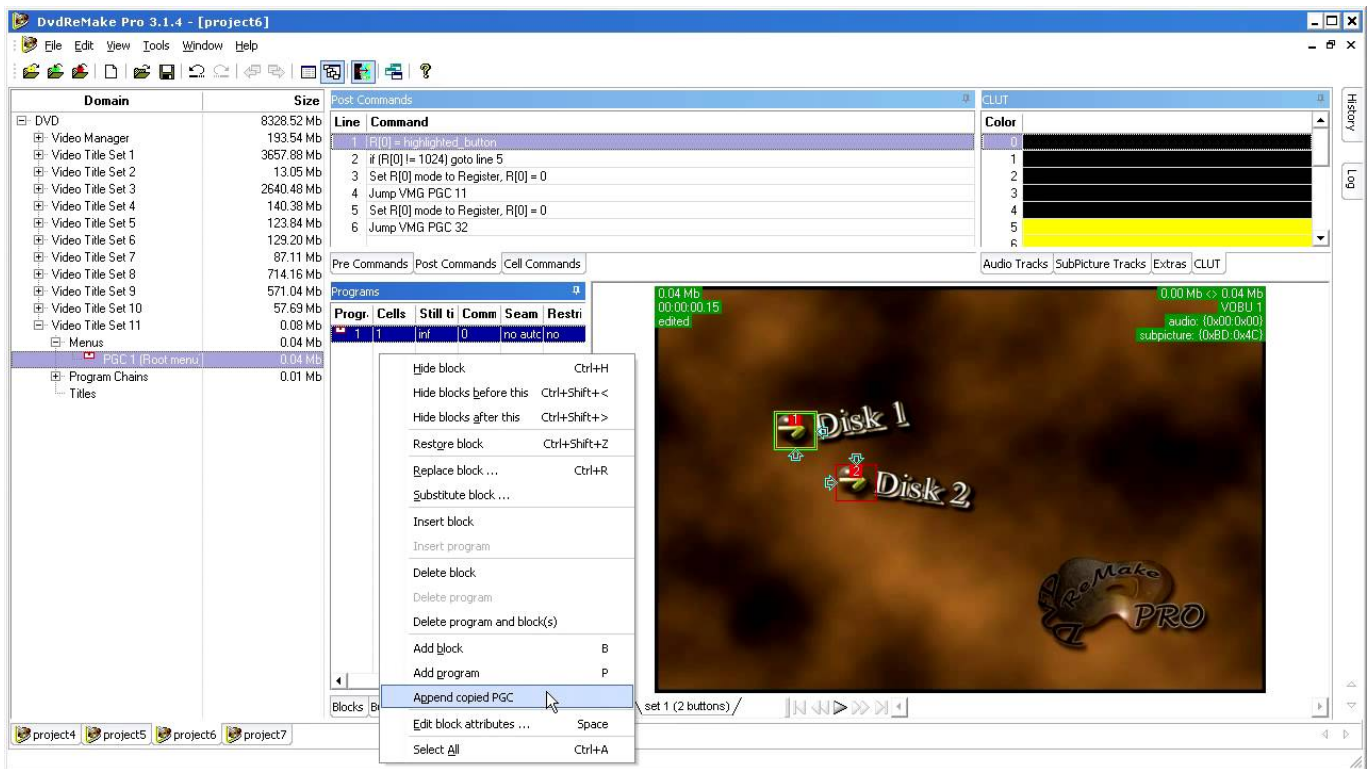 DvdReMake Pro 3.1.4 - [project6]
File Edit View Tools Window Help
Domain Size
DVD 8328.52 Mb
Video Manager 193.54 Mb
Video Title Set 1 3657.88 Mb
Video Title Set 2 13.05 Mb
Video Title Set 3 2640.48 Mb
Video Title Set 4 140.38 Mb
Video Title Set 5 123.84 Mb
Video Title Set 6 129.20 Mb
Video Title Set 7 87.11 Mb
Video Title Set 8 714.16 Mb
Video Title Set 9 571.04 Mb
Video Title Set 10 57.69 Mb
Video Title Set 11 0.08 Mb
Menus 0.04 Mb
PGC 1 (Root menu) 0.04 Mb
Program Chains 0.01 Mb
Titles
Post Commands
Line Command
1 R[0] = highlighted_button
2 if (R[0] != 1024) goto line 5
3 Set R[0] mode to Register, R[0] = 0
4 Jump VMG PGC 11
5 Set R[0] mode to Register, R[0] = 0
6 Jump VMG PGC 32
Pre Commands Post Commands Cell Commands
CLUT
Color
0
1
2
3
4
5
6
Audio Tracks SubPicture Tracks Extras CLUT
History
Log
Programs
Progr Cells Still ti Comm Seam Restri
1 1 inf 0 no autc no
Hide block Ctrl+H
Hide blocks before this Ctrl+Shift+<
Hide blocks after this Ctrl+Shift+>
Restore block Ctrl+Shift+Z
Replace block ... Ctrl+R
Substitute block ...
Insert block
Insert program
Delete block
Delete program
Delete program and block(s)
Add block B
Add program P
Append copied PGC
Edit block attributes ... Space
Select All Ctrl+A
0.04 Mb
00:00:00.15
edited
0.00 Mb <> 0.04 Mb
VOBU 1
audio: {0x00:0x00}
subpicture: {0xBD:0x4C}
1
Disk 1
2
Disk 2
DVD ReMake PRO
Blocks
set 1 (2 buttons)
project4 project5 project6 project7